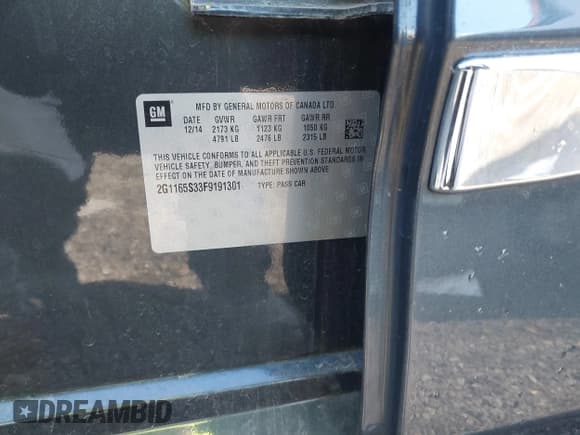 GM
MFD BY GENERAL MOTORS OF CANADA LTD.
DATE GVWR GAWR FRT GAWR RR
12/14 2173 KG 1123 KG 1050 KG
4791 LB 2476 LB 2315 LB
THIS VEHICLE CONFORMS TO ALL APPLICABLE U.S. FEDERAL MOTOR
VEHICLE SAFETY, BUMPER, AND THEFT PREVENTION STANDARDS IN
EFFECT ON THE DATE OF MANUFACTURE SHOWN ABOVE
2G1165S33F9191301 TYPE: PASS CAR
DREAMBID